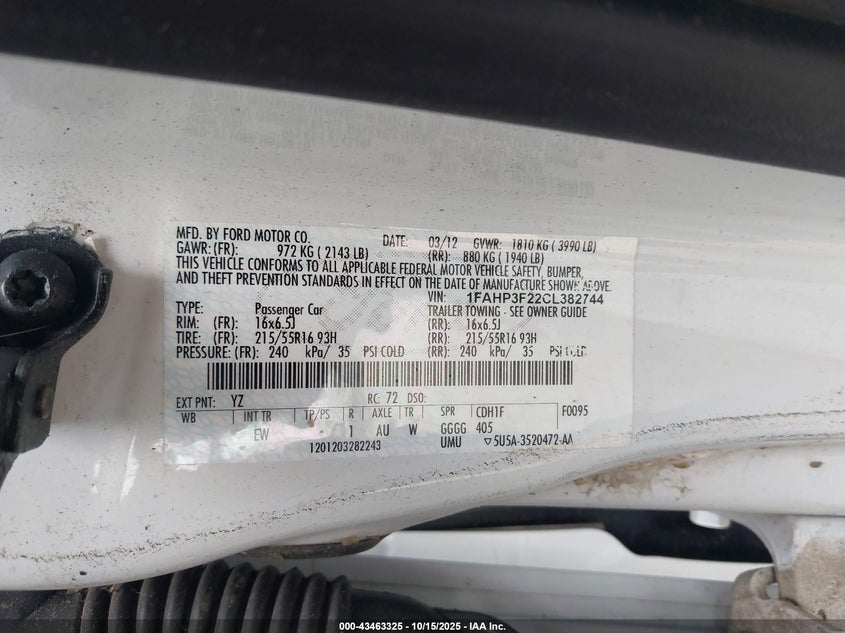 MFD. BY FORD MOTOR CO.
DATE: 03/12 GVWR: 1810 KG ( 3990 LB)
GAWR: (FR): 972 KG ( 2143 LB) (RR): 880 KG ( 1940 LB)
THIS VEHICLE CONFORMS TO ALL APPLICABLE FEDERAL MOTOR VEHICLE SAFETY, BUMPER,
AND THEFT PREVENTION STANDARDS IN EFFECT ON THE DATE OF MANUFACTURE SHOWN ABOVE.
VIN: 1FAHP3F22CL382744
TYPE: Passenger Car TRAILER TOWING - SEE OWNER GUIDE
RIM: (FR): 16x6.5J (RR): 16x6.5J
TIRE: (FR): 215/55R16 93H (RR): 215/55R16 93H
PRESSURE: (FR): 240 kPa/ 35 PSI COLD (RR): 240 kPa/ 35 PSI COLD
EXT PNT: YZ RC: 72 DSO:
WB INT TR TP/PS R AXLE TR SPR CDH1F F0095
EW 1 AU W GGGG 405
1201203282243 UMU ▽5U5A-3520472-AA
000-43463325 - 10/15/2025 - IAA Inc.